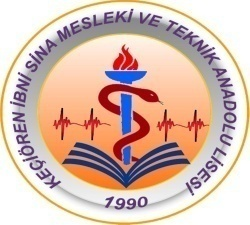 KEÇİÖREN İBNİ SİNA MESLEKİ VE TEKNİK ANADOLU LİSESİ
1990